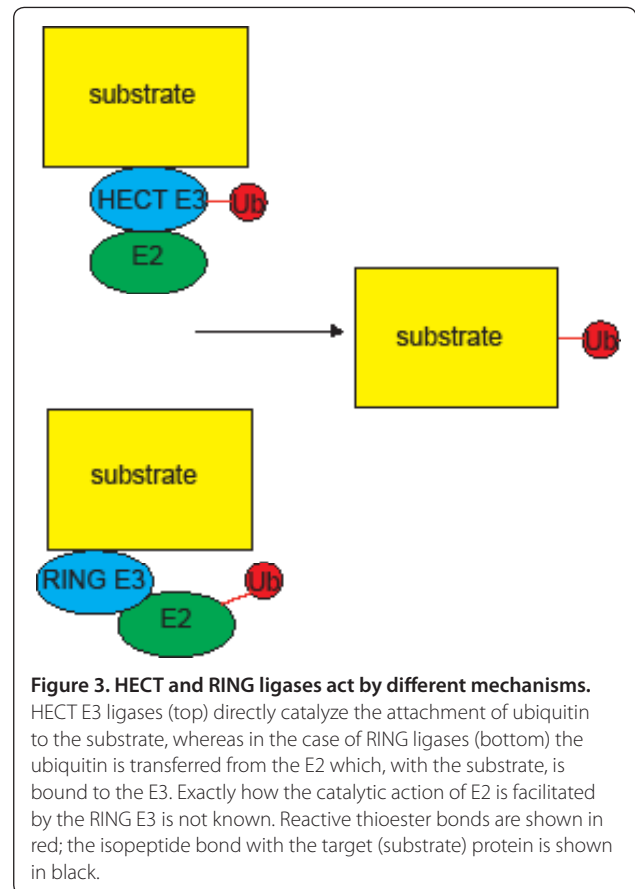 substrate
HECT E3
Ub
E2
substrate
Ub
substrate
RING E3
Ub
E2
Figure 3. HECT and RING ligases act by different mechanisms.
HECT E3 ligases (top) directly catalyze the attachment of ubiquitin
to the substrate, whereas in the case of RING ligases (bottom) the
ubiquitin is transferred from the E2 which, with the substrate, is
bound to the E3. Exactly how the catalytic action of E2 is facilitated
by the RING E3 is not known. Reactive thioester bonds are shown in
red; the isopeptide bond with the target (substrate) protein is shown
in black.